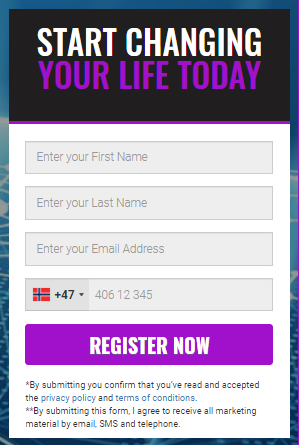 START CHANGING
YOUR LIFE TODAY
Enter your First Name
Enter your Last Name
Enter your Email Address
+47 406 12 345
REGISTER NOW
*By submitting you confirm that you've read and accepted
the privacy policy and terms of conditions.
**By submitting this form, I agree to receive all marketing
material by email, SMS and telephone.